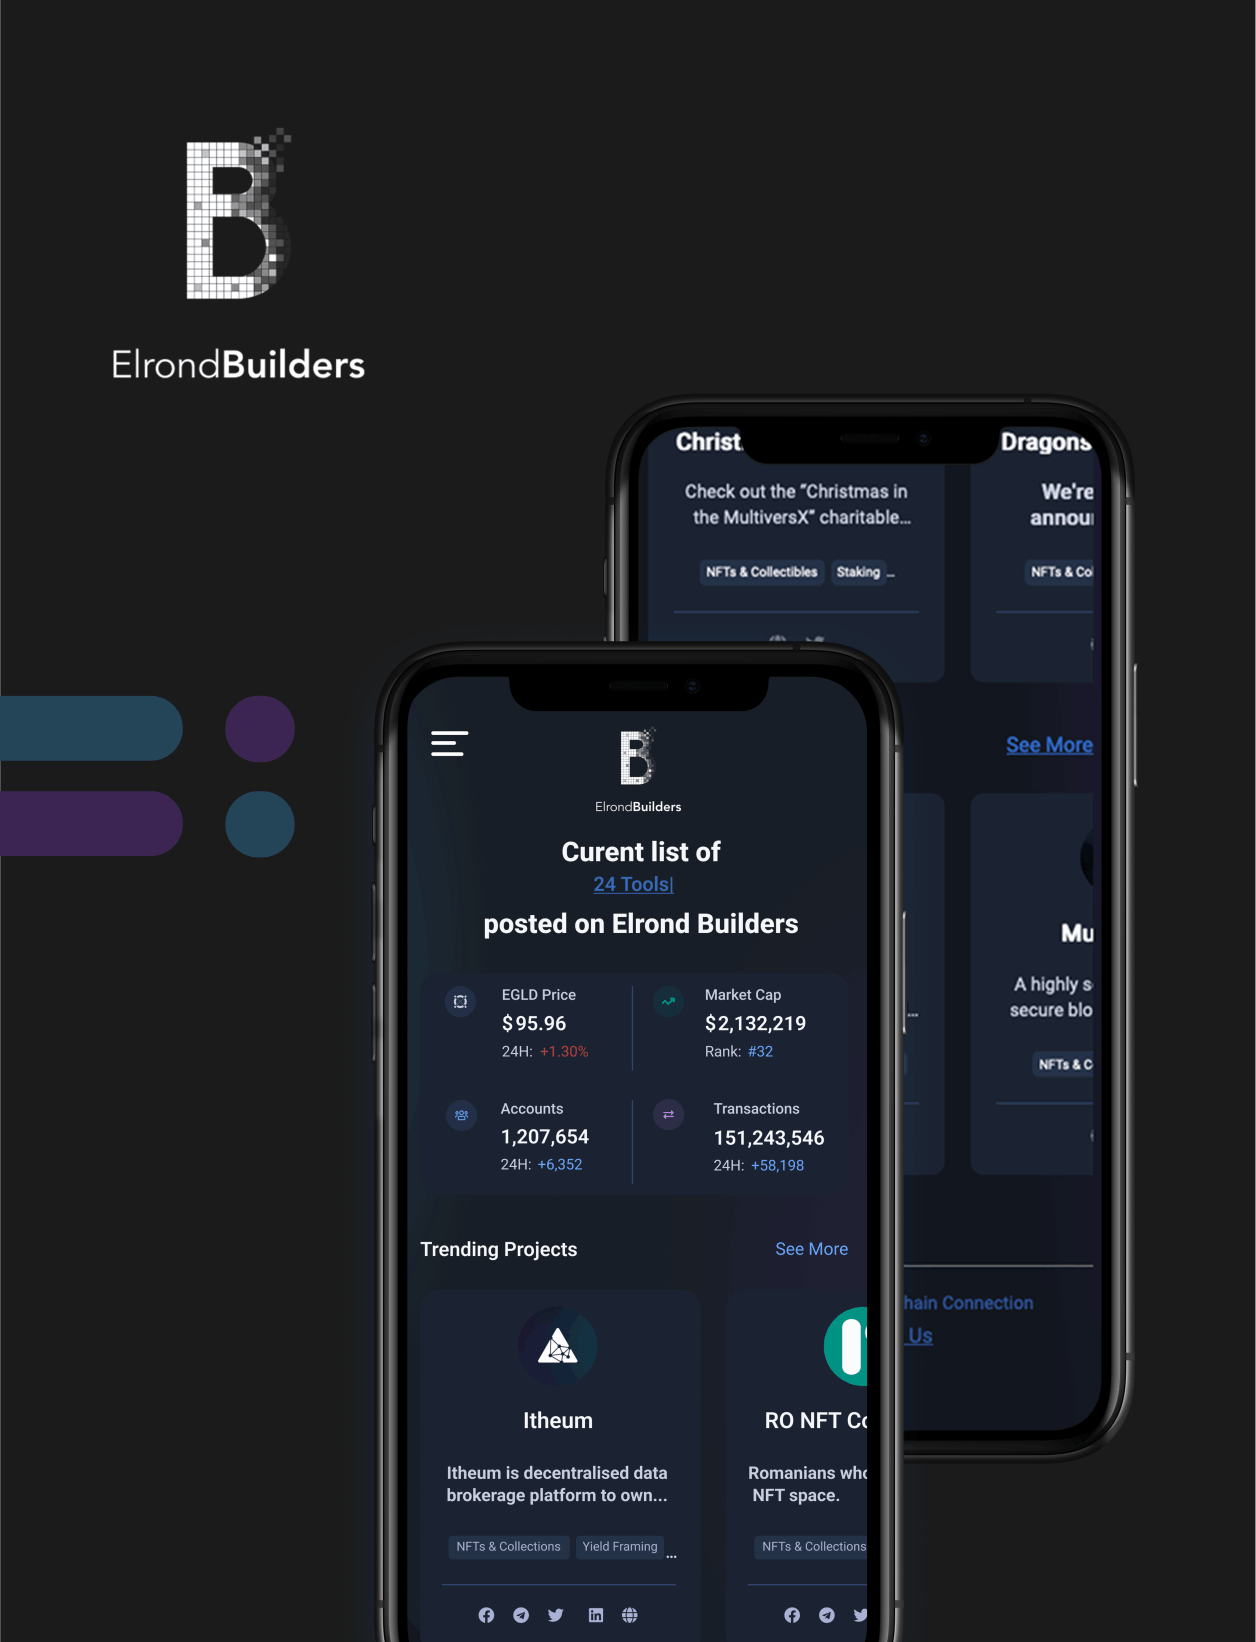 ElrondBuilders
Christ
Dragons
Check out the “Christmas in
the MultiversX” charitable...
We're
NFTs & Collectibles
Staking ...
NFTs & Co
See More
Mu
A highly s
secure blo
...
NFTs & C
hain Connection
Us
ElrondBuilders
Curent list of
24 Tools|
posted on Elrond Builders
EGLD Price
$95.96
24H: +1.30%
Market Cap
$2,132,219
Rank: #32
Accounts
1,207,654
24H: +6,352
Transactions
151,243,546
24H: +58,198
Trending Projects
See More
Itheum
Itheum is decentralised data
brokerage platform to own...
NFTs & Collections
Yield Framing
...
RO NFT Co
Romanians who
NFT space.
NFTs & Collections